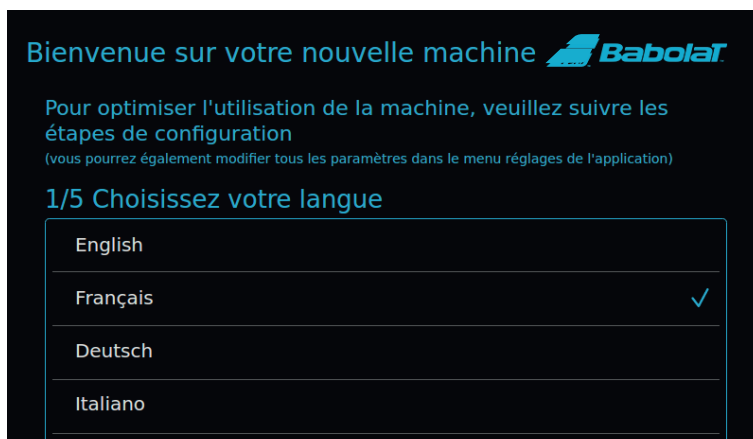 Bienvenue sur votre nouvelle machine Babolat
Pour optimiser l'utilisation de la machine, veuillez suivre les
étapes de configuration
(vous pourrez également modifier tous les paramètres dans le menu réglages de l'application)
1/5 Choisissez votre langue
English
Français
Deutsch
Italiano